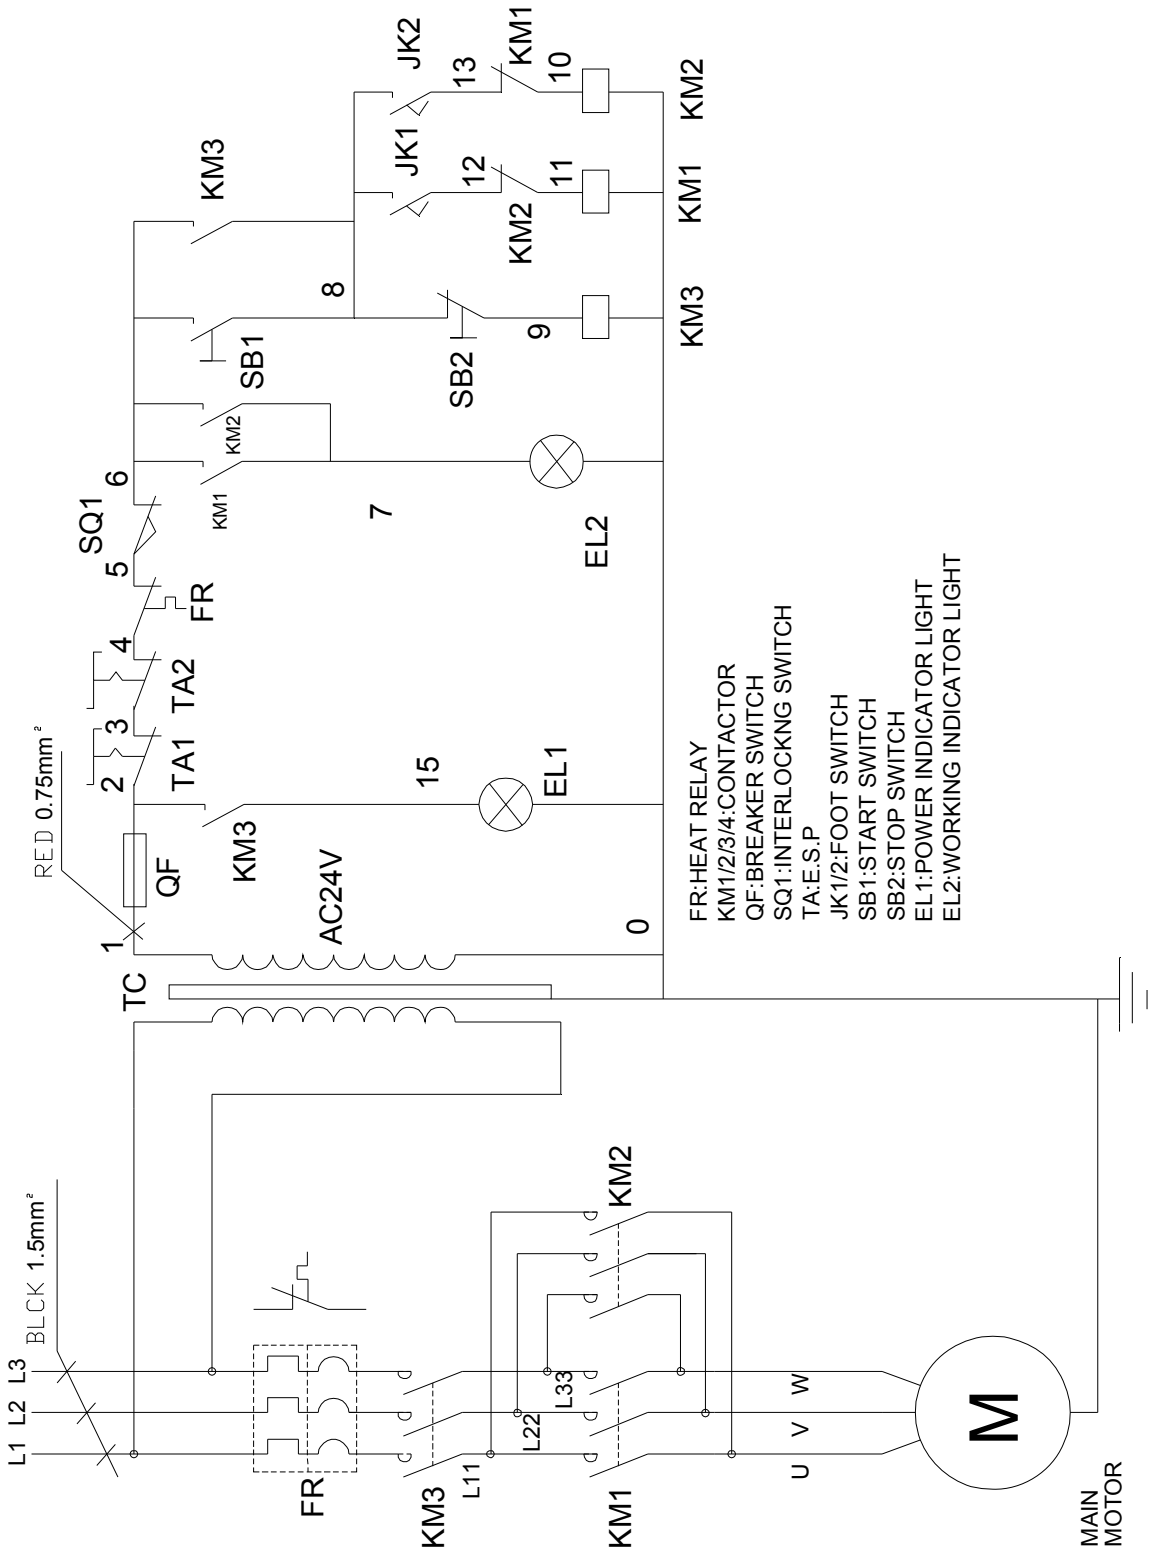 L1
L2
L3
BLCK 1.5mm²
FR
KM3
L11
L22
L33
KM1
KM2
U
V
W
M
MAIN
MOTOR
TC
AC24V
0
1
RED 0.75mm²
QF
2
TA1
3
TA2
4
FR
5
SQ1
6
KM3
15
EL1
KM1
KM2
7
EL2
SB1
KM3
8
SB2
9
KM3
JK1
12
KM2
11
KM1
JK2
13
KM1
10
KM2
FR:HEAT RELAY
KM1/2/3/4:CONTACTOR
QF:BREAKER SWITCH
SQ1:INTERLOCKNG SWITCH
TA:E.S.P
JK1/2:FOOT SWITCH
SB1:START SWITCH
SB2:STOP SWITCH
EL1:POWER INDICATOR LIGHT
EL2:WORKING INDICATOR LIGHT